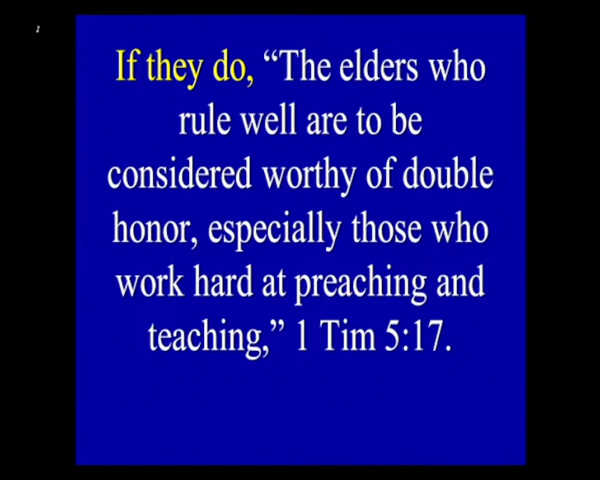 If they do, “The elders who
rule well are to be
considered worthy of double
honor, especially those who
work hard at preaching and
teaching,” 1 Tim 5:17.